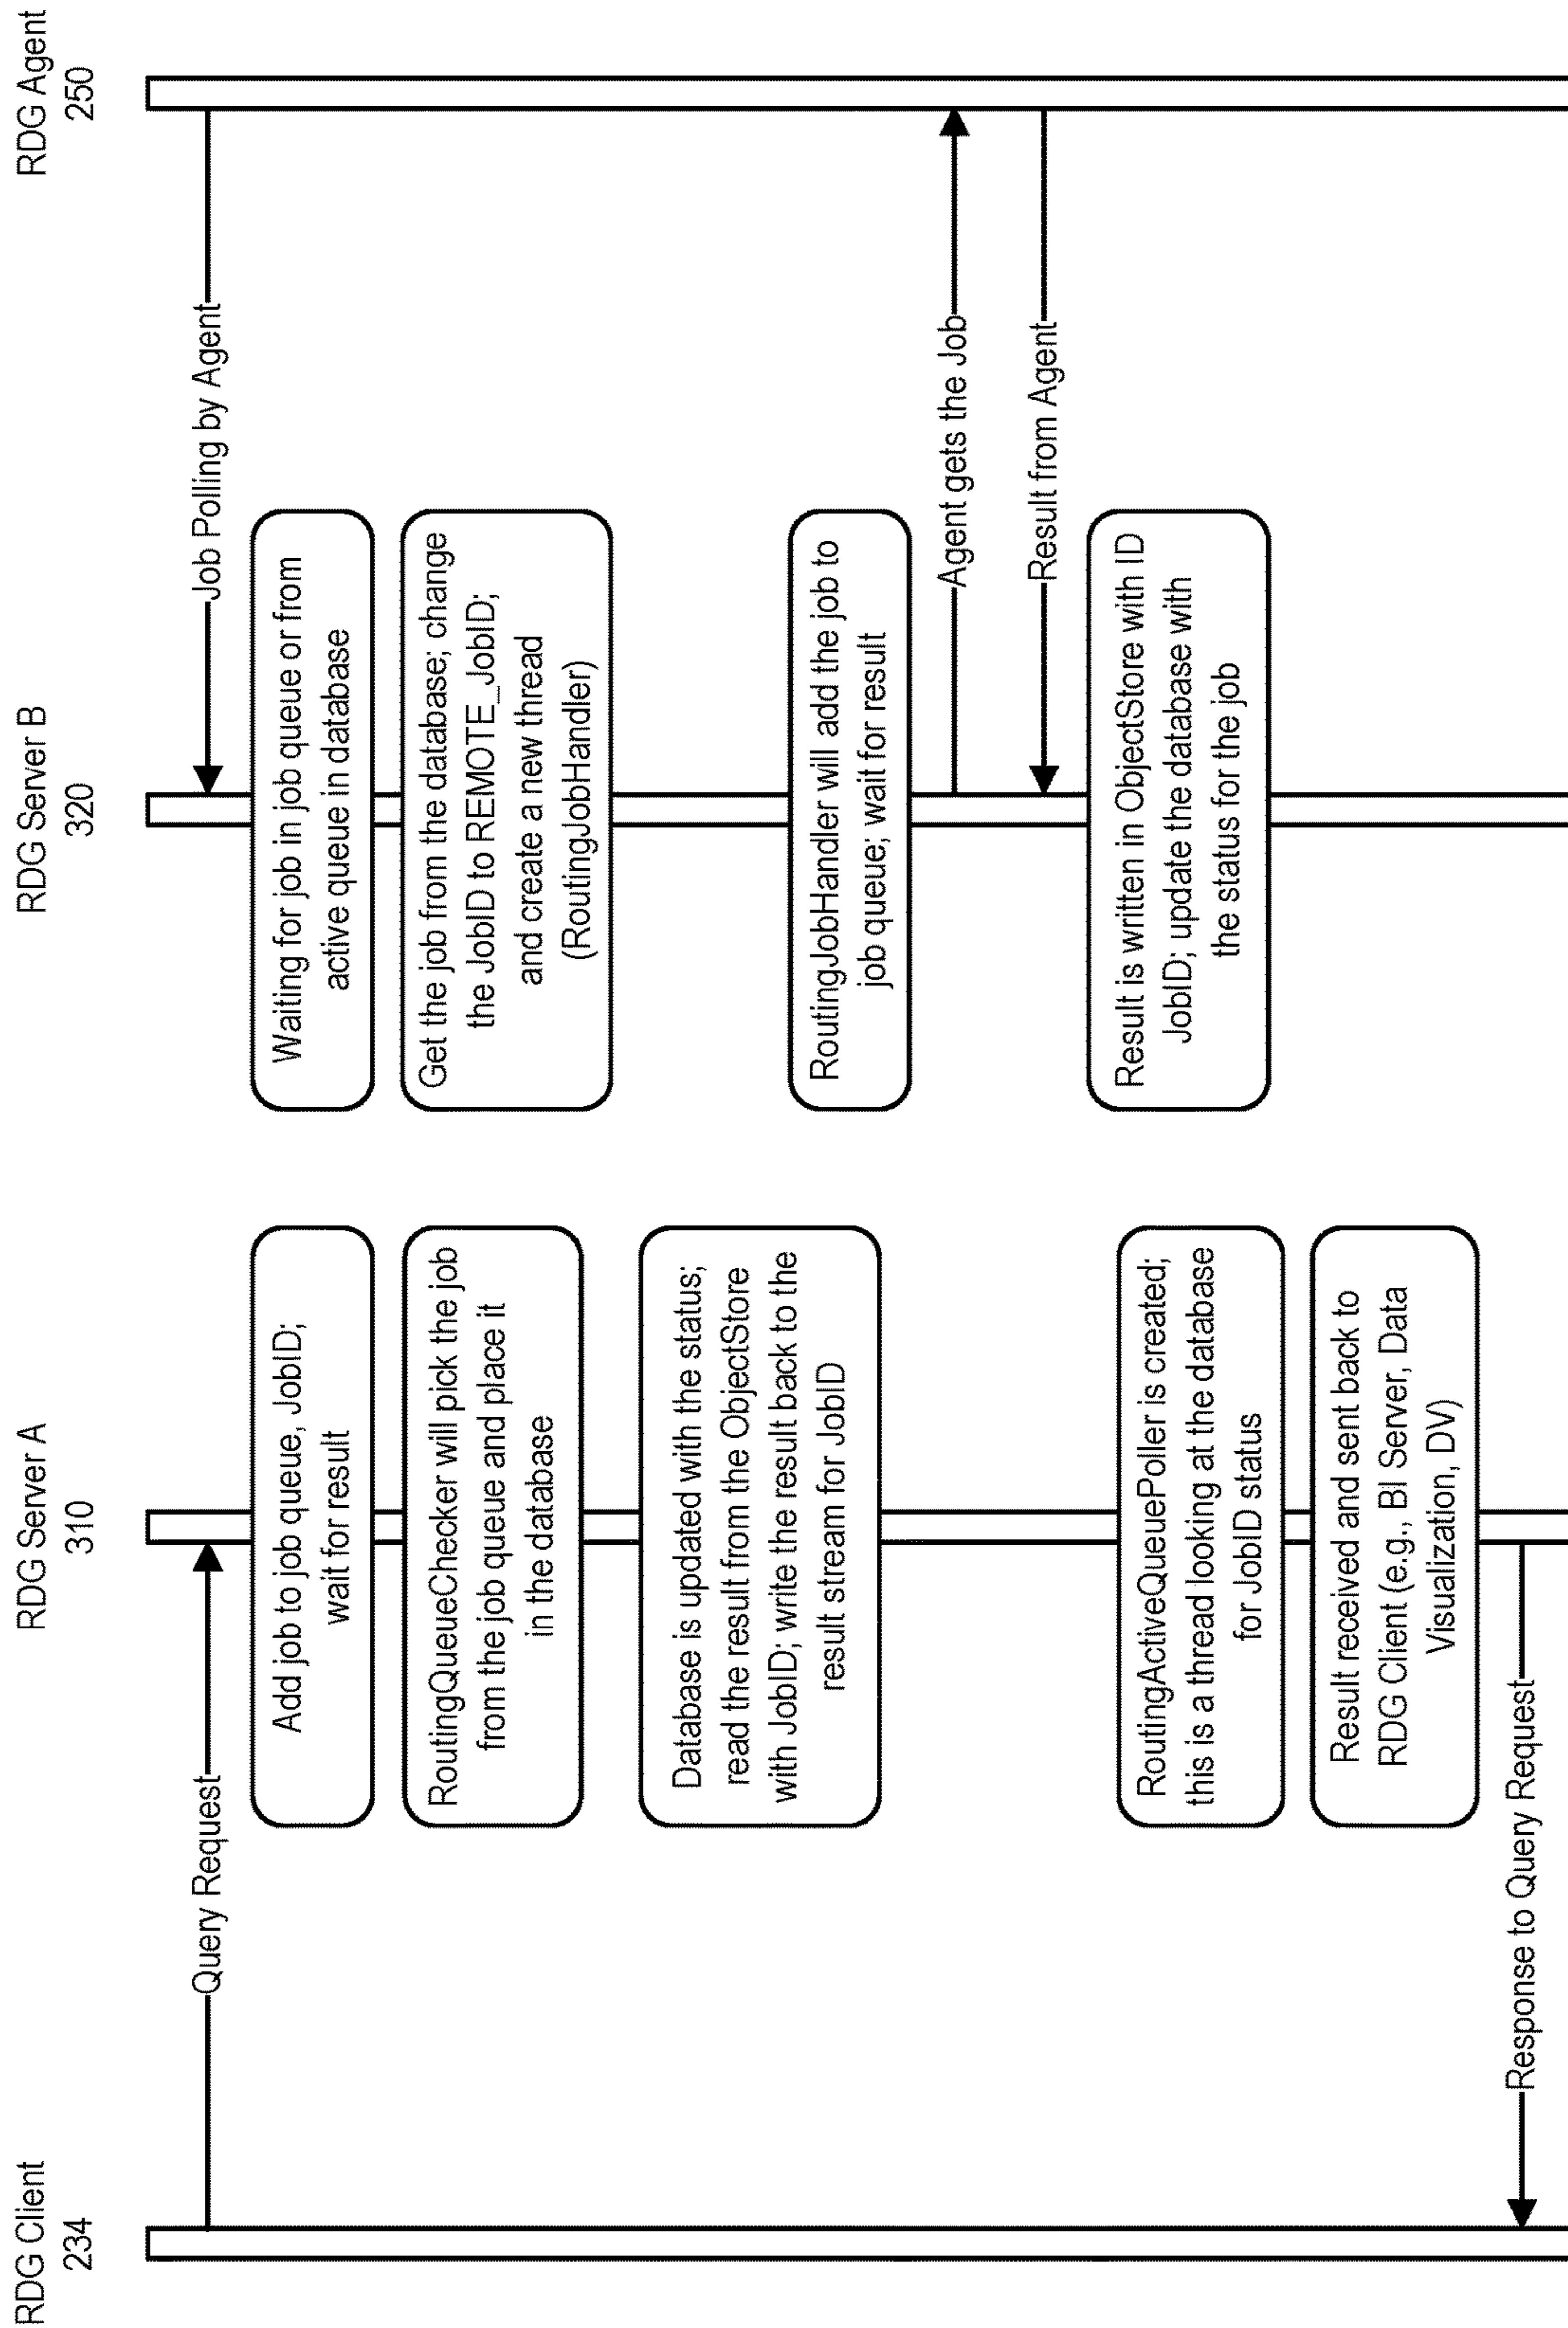 RDG Client
234
RDG Server A
310
RDG Server B
320
RDG Agent
250
Query Request
Job Polling by Agent
Add job to job queue, JobID;
wait for result
Waiting for job in job queue or from
active queue in database
RoutingQueueChecker will pick the job
from the job queue and place it
in the database
Get the job from the database; change
the JobID to REMOTE_JobID;
and create a new thread
(RoutingJobHandler)
Database is updated with the status;
read the result from the ObjectStore
with JobID; write the result back to the
result stream for JobID
RoutingJobHandler will add the job to
job queue; wait for result
Agent gets the Job
Result from Agent
Result is written in ObjectStore with ID
JobID; update the database with
the status for the job
RoutingActiveQueuePoller is created;
this is a thread looking at the database
for JobID status
Result received and sent back to
RDG Client (e.g., BI Server, Data
Visualization, DV)
Response to Query Request